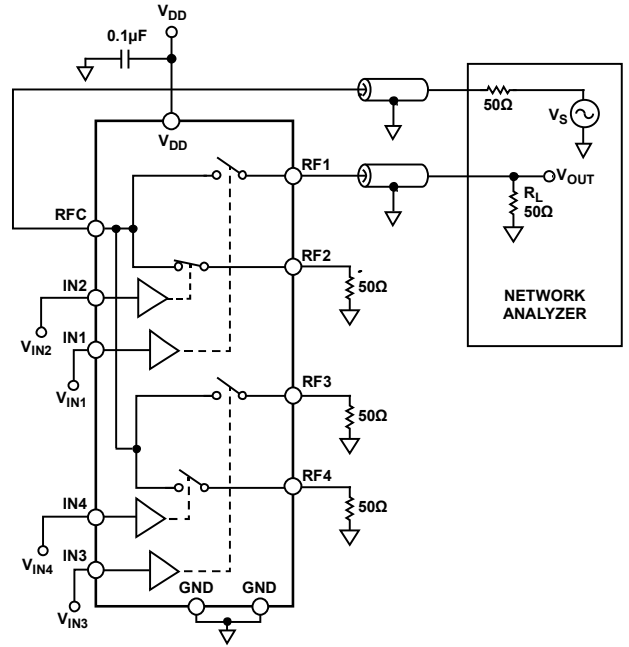 VDD
0.1µF
VDD
50Ω
VS
RF1
VOUT
RL
50Ω
RFC
RF2
50Ω
IN2
NETWORK
ANALYZER
VIN2
IN1
VIN1
RF3
50Ω
RF4
50Ω
IN4
VIN4
IN3
GND
GND
VIN3